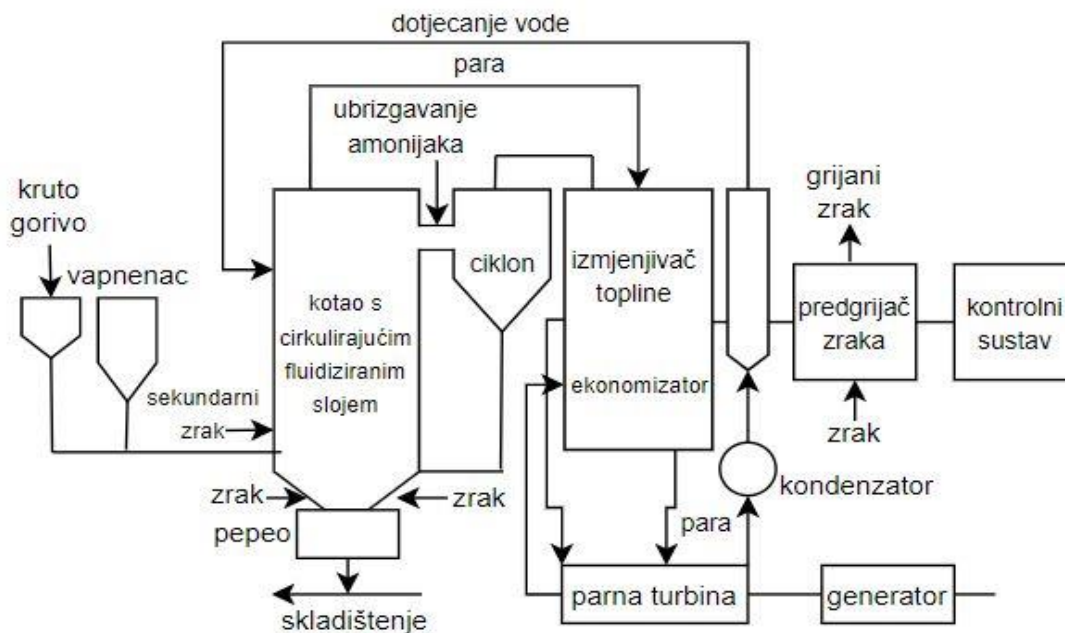 dotjecanje vode
para
ubrizgavanje
amonijaka
kruto
gorivo
vapnenac
sekundarni
zrak
kotao s
cirkulirajućim
fluidiziranim
slojem
ciklon
izmjenjivač
topline
ekonomizator
grijani
zrak
predgrijač
zraka
kontrolni
sustav
zrak
kondenzator
zrak
zrak
pepeo
skladištenje
para
parna turbina
generator